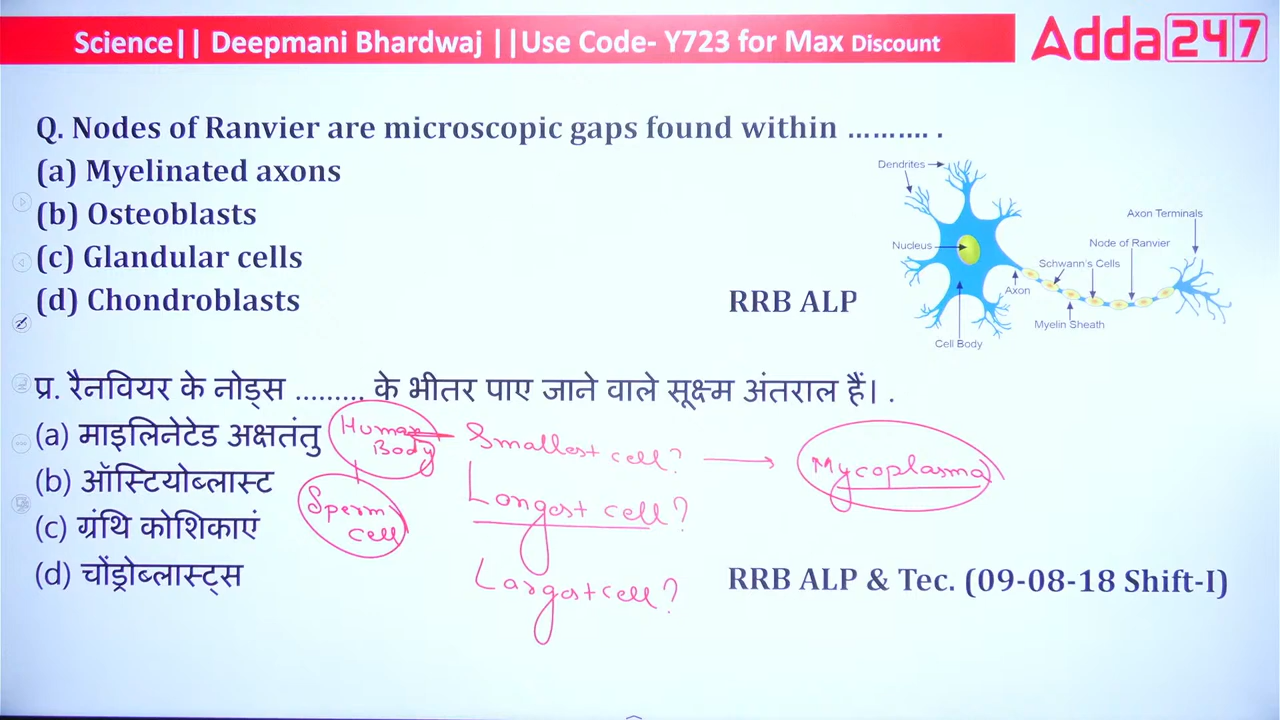 Science|| Deepmani Bhardwaj ||Use Code- Y723 for Max Discount
Adda247
Q. Nodes of Ranvier are microscopic gaps found within .......... .
(a) Myelinated axons
(b) Osteoblasts
(c) Glandular cells
(d) Chondroblasts
RRB ALP
Dendrites
Nucleus
Cell Body
Axon
Schwann's Cells
Myelin Sheath
Node of Ranvier
Axon Terminals
प्र. रैनवियर के नोड्स ......... के भीतर पाए जाने वाले सूक्ष्म अंतराल हैं। .
(a) माइलिनेटेड अक्षतंतु
(b) ऑस्टियोब्लास्ट
(c) ग्रंथि कोशिकाएं
(d) चोंड्रोब्लास्ट्स
Human
Body
Sperm
cell
Smallest cell?
Mycoplasma
Longest cell?
Largest cell?
RRB ALP & Tec. (09-08-18 Shift-I)